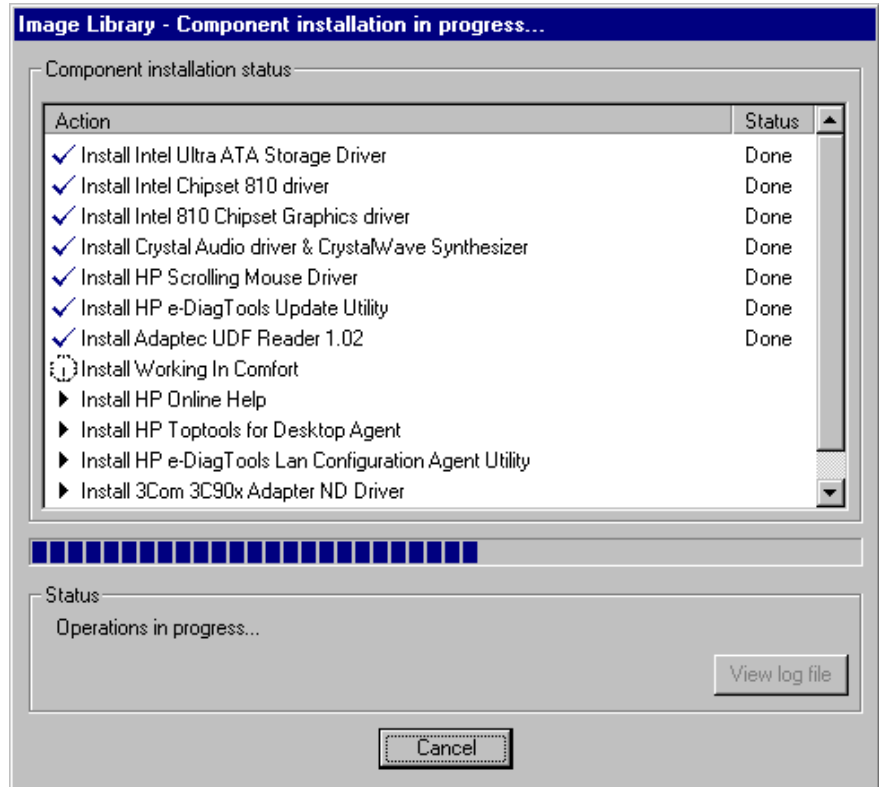 Image Library - Component installation in progress...
Component installation status
Action Status
Install Intel Ultra ATA Storage Driver Done
Install Intel Chipset 810 driver Done
Install Intel 810 Chipset Graphics driver Done
Install Crystal Audio driver & CrystalWave Synthesizer Done
Install HP Scrolling Mouse Driver Done
Install HP e-DiagTools Update Utility Done
Install Adaptec UDF Reader 1.02 Done
Install Working In Comfort
Install HP Online Help
Install HP Toptools for Desktop Agent
Install HP e-DiagTools Lan Configuration Agent Utility
Install 3Com 3C90x Adapter ND Driver
Status
Operations in progress...
View log file
Cancel